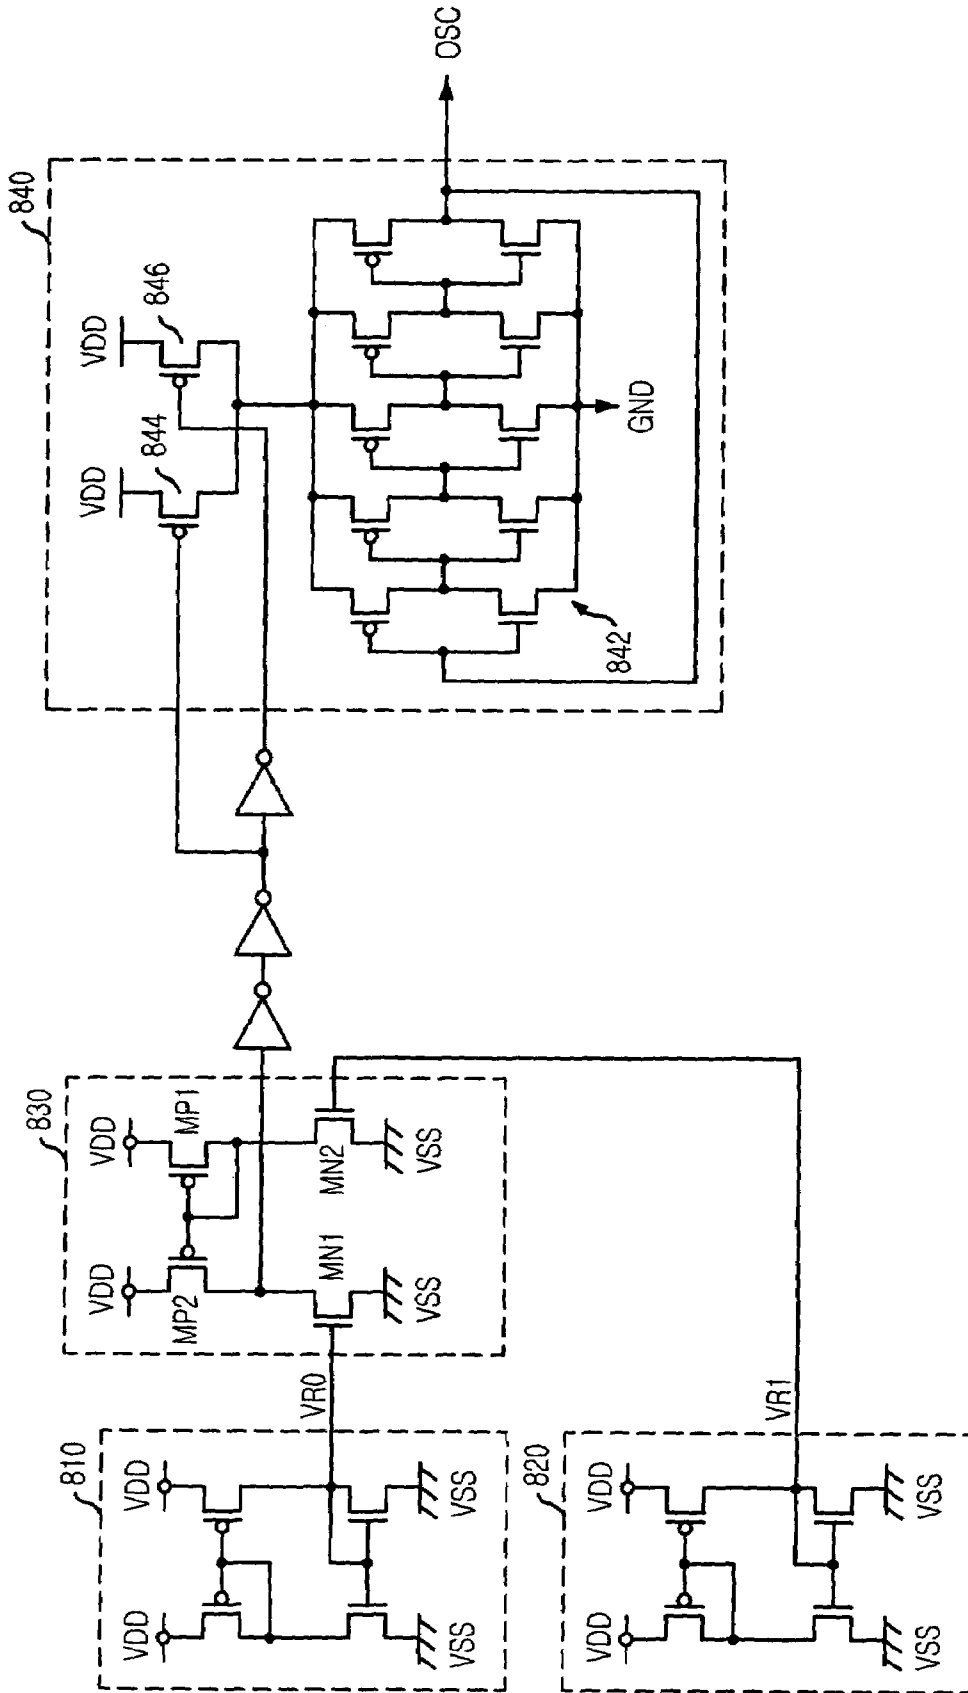 810
VDD
VDD
VR0
VSS
VSS
820
VDD
VDD
VR1
VSS
VSS
830
VDD
VDD
MP2
MP1
MN1
MN2
VSS
VSS
840
VDD
VDD
844
846
842
GND
OSC